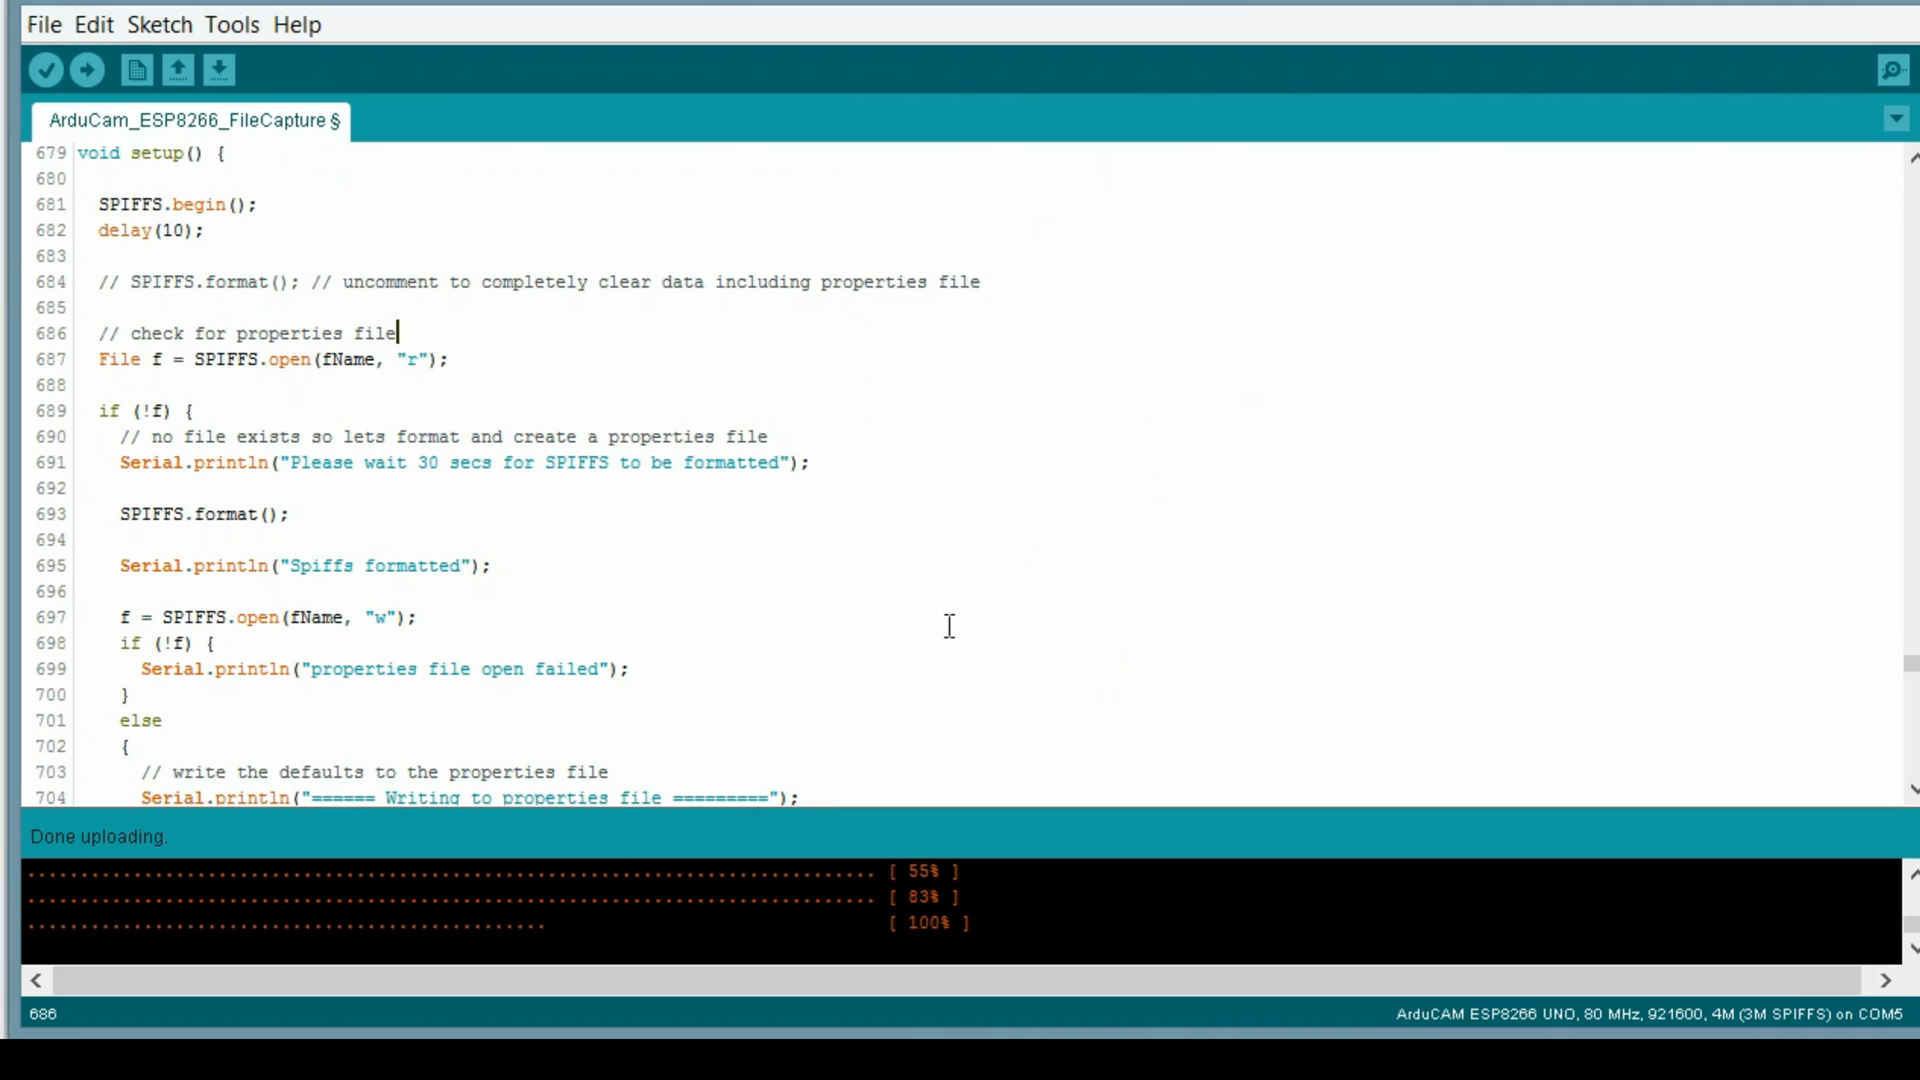 File Edit Sketch Tools Help
ArduCam_ESP8266_FileCapture §
679 void setup() {
680
681 SPIFFS.begin();
682 delay(10);
683
684 // SPIFFS.format(); // uncomment to completely clear data including properties file
685
686 // check for properties file
687 File f = SPIFFS.open(fName, "r");
688
689 if (!f) {
690 // no file exists so lets format and create a properties file
691 Serial.println("Please wait 30 secs for SPIFFS to be formatted");
692
693 SPIFFS.format();
694
695 Serial.println("Spiffs formatted");
696
697 f = SPIFFS.open(fName, "w");
698 if (!f) {
699 Serial.println("properties file open failed");
700 }
701 else
702 {
703 // write the defaults to the properties file
704 Serial.println("====== Writing to properties file =========");
Done uploading.
................................................................................ [ 55% ]
................................................................................ [ 83% ]
................................................. [ 100% ]
686 ArduCAM ESP8266 UNO, 80 MHz, 921600, 4M (3M SPIFFS) on COM5